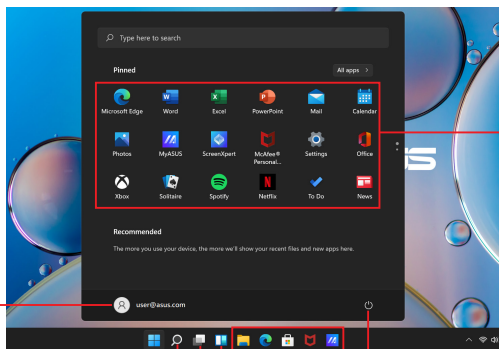 Type here to search
Pinned
All apps >
Microsoft Edge Word Excel PowerPoint Mail Calendar
Photos MyASUS ScreenXpert McAfee® Personal... Settings Office
Xbox Solitaire Spotify Netflix To Do News
Recommended
The more you use your device, the more we'll show your recent files and new apps here.
user@asus.com